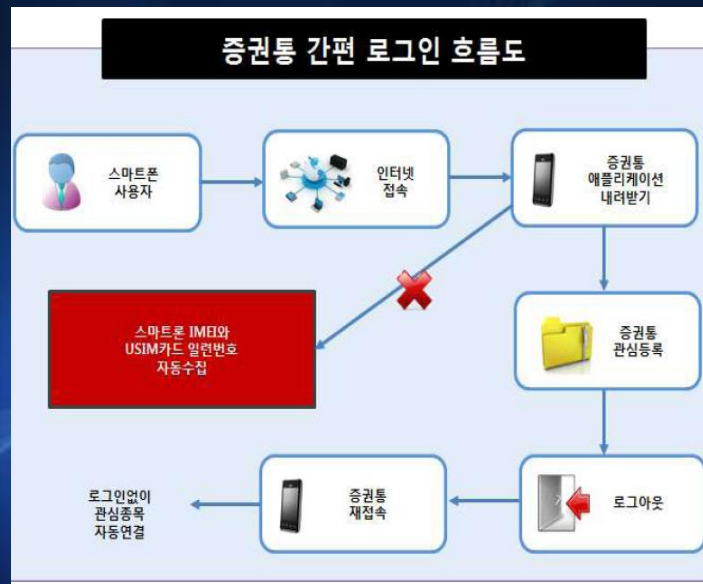 증권통 간편 로그인 흐름도
스마트폰
사용자
인터넷
접속
증권통
애플리케이션
내려받기
스마트론 IMEI와
USIM카드 일련번호
자동수집
증권통
관심등록
로그인없이
관심종목
자동연결
증권통
재접속
로그아웃